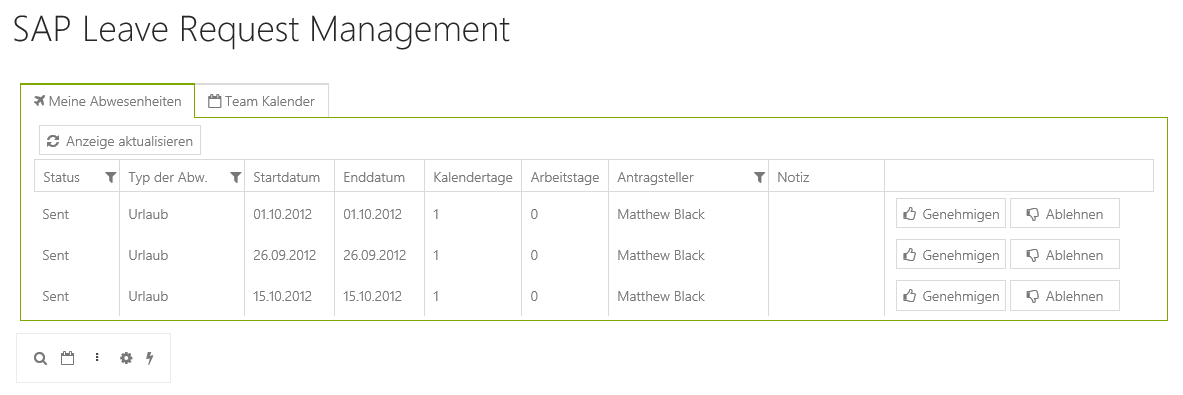 SAP Leave Request Management
Meine Abwesenheiten Team Kalender
Anzeige aktualisieren
Status Typ der Abw. Startdatum Enddatum Kalendertage Arbeitstage Antragsteller Notiz
Sent Urlaub 01.10.2012 01.10.2012 1 0 Matthew Black Genehmigen Ablehnen
Sent Urlaub 26.09.2012 26.09.2012 1 0 Matthew Black Genehmigen Ablehnen
Sent Urlaub 15.10.2012 15.10.2012 1 0 Matthew Black Genehmigen Ablehnen